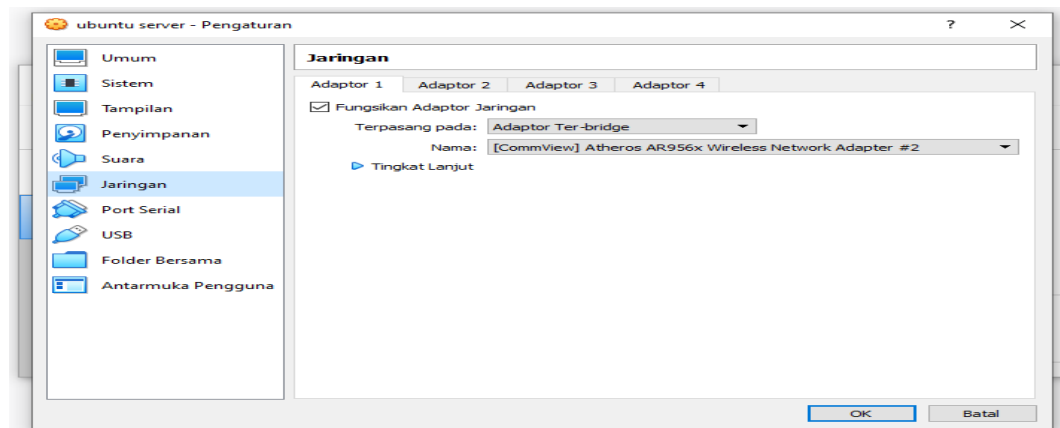 ubuntu server - Pengaturan
?
Umum
Sistem
Tampilan
Penyimpanan
Suara
Jaringan
Port Serial
USB
Folder Bersama
Antarmuka Pengguna
Jaringan
Adaptor 1 Adaptor 2 Adaptor 3 Adaptor 4
Fungsikan Adaptor Jaringan
Terpasang pada: Adaptor Ter-bridge
Nama: [CommView] Atheros AR956x Wireless Network Adapter #2
Tingkat Lanjut
OK Batal